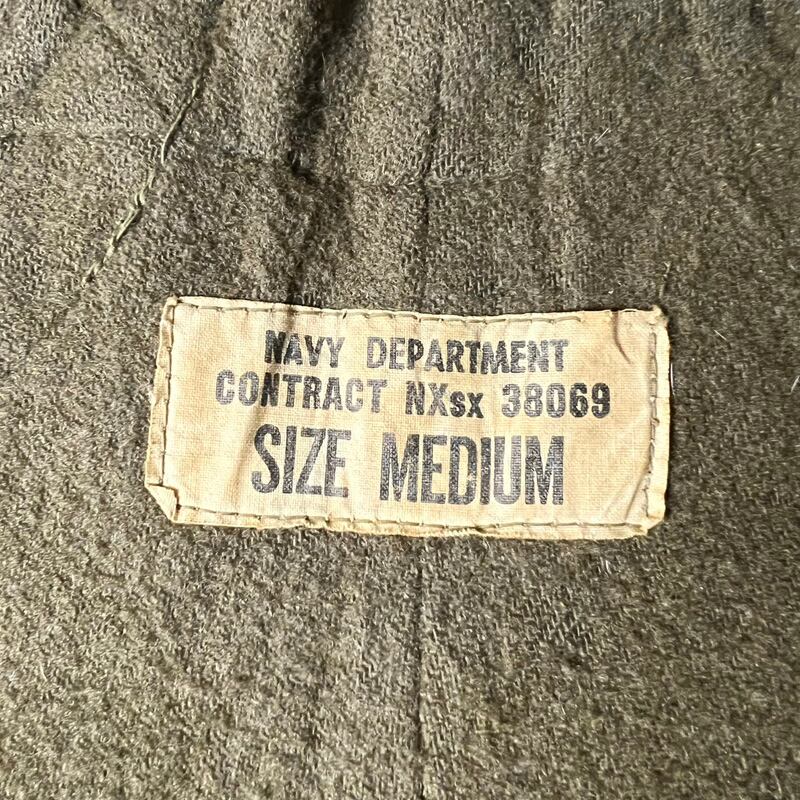 NAVY DEPARTMENT
CONTRACT NXsx 38069
SIZE MEDIUM